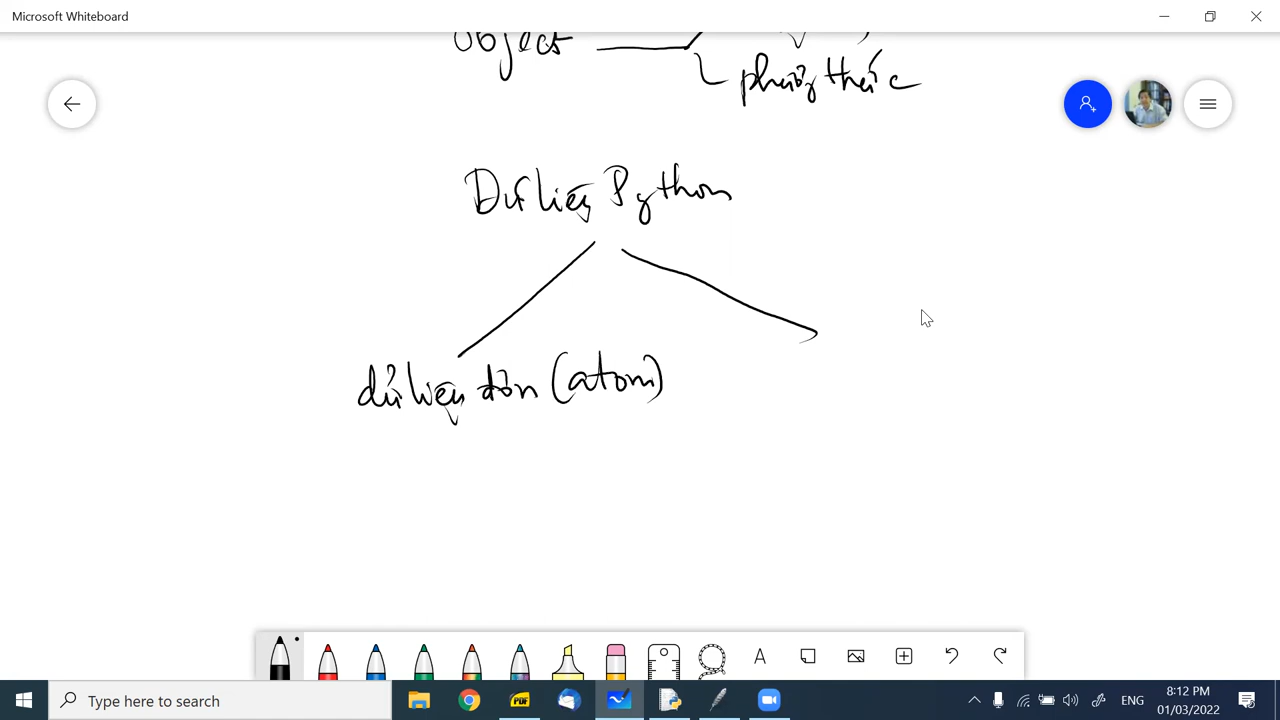 Microsoft Whiteboard
object
phương thức
Dữ liệu Python
dữ liệu đơn (atom)
A
Type here to search
PDF
ENG
8:12 PM
01/03/2022